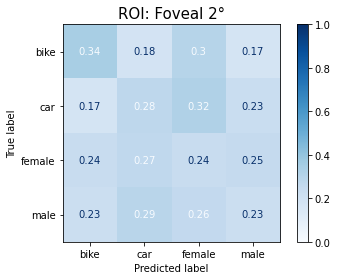 ROI: Foveal 2°
1.0
bike 0.34 0.18 0.3 0.17
0.8
car 0.17 0.28 0.32 0.23
0.6
True label
0.4
female 0.24 0.27 0.24 0.25
0.2
male 0.23 0.29 0.26 0.23
0.0
bike car female male
Predicted label